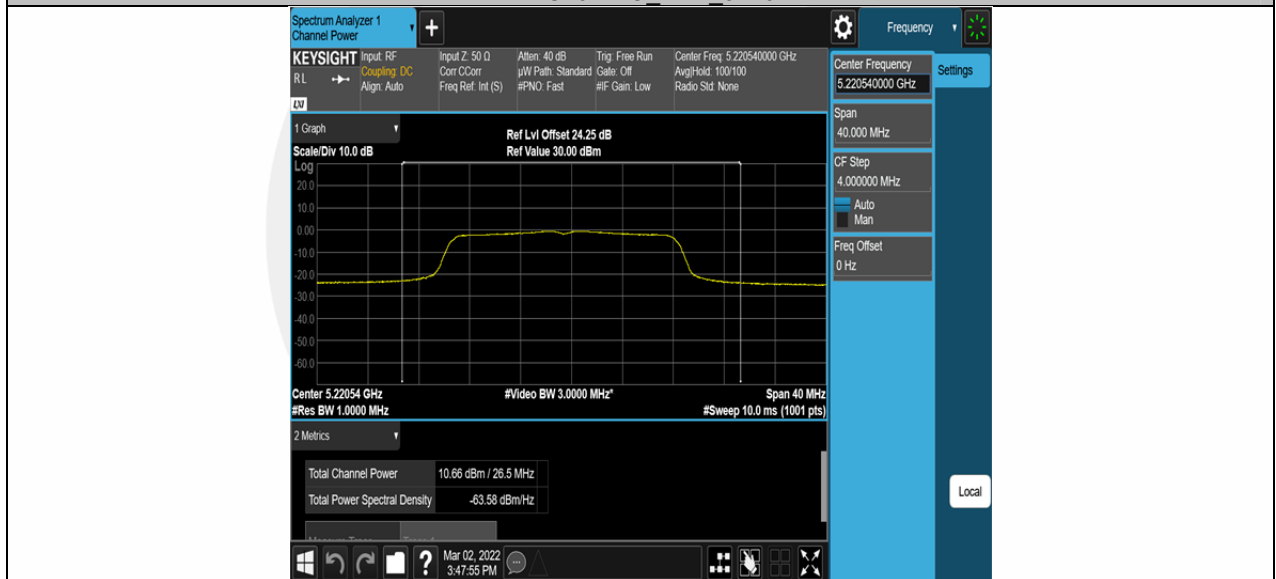 Spectrum Analyzer 1
Channel Power
+
Frequency
KEYSIGHT
RL
LXI
Input: RF
Coupling: DC
Align: Auto
Input Z: 50 Ω
Corr CCorr
Freq Ref: Int (S)
Atten: 40 dB
µW Path: Standard
#PNO: Fast
Trig: Free Run
Gate: Off
#IF Gain: Low
Center Freq: 5.220540000 GHz
Avg|Hold: 100/100
Radio Std: None
Center Frequency
5.220540000 GHz
Settings
Span
40.000 MHz
CF Step
4.000000 MHz
Auto
Man
Freq Offset
0 Hz
Local
1 Graph
Scale/Div 10.0 dB
Ref Lvl Offset 24.25 dB
Ref Value 30.00 dBm
Log
20.0
10.0
0.00
-10.0
-20.0
-30.0
-40.0
-50.0
-60.0
Center 5.22054 GHz
#Video BW 3.0000 MHz*
Span 40 MHz
#Res BW 1.0000 MHz
#Sweep 10.0 ms (1001 pts)
2 Metrics
Total Channel Power 10.66 dBm / 26.5 MHz
Total Power Spectral Density -63.58 dBm/Hz
?
Mar 02, 2022
3:47:55 PM